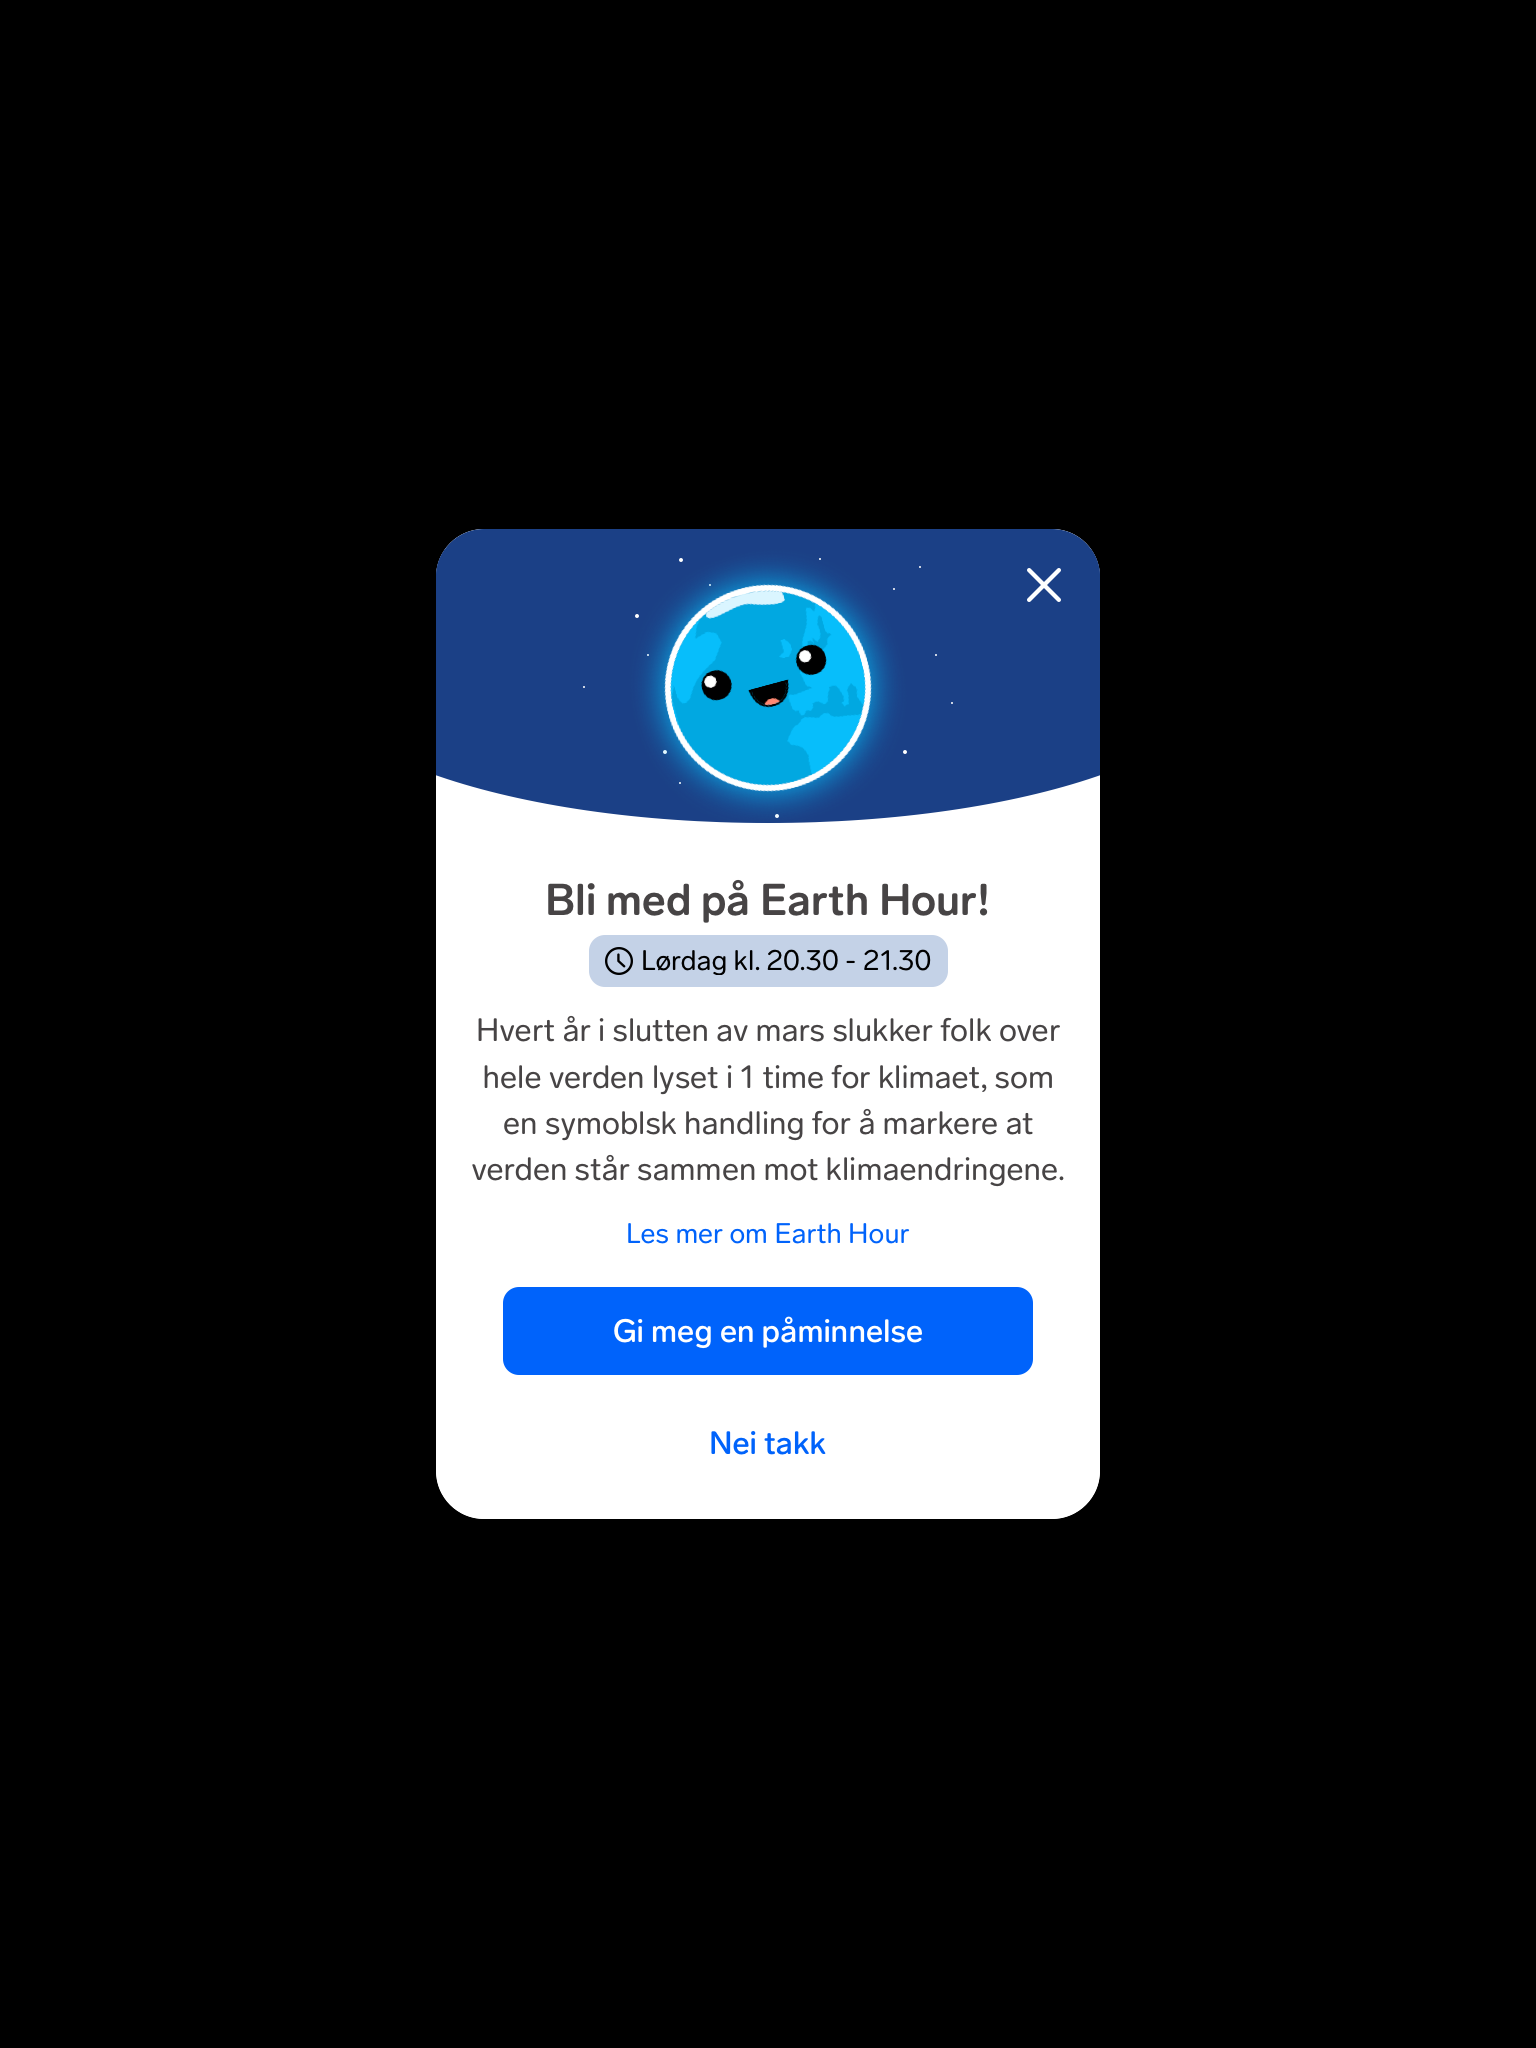 Bli med på Earth Hour!
Lørdag kl. 20.30 - 21.30
Hvert år i slutten av mars slukker folk over
hele verden lyset i 1 time for klimaet, som
en symoblsk handling for å markere at
verden står sammen mot klimaendringene.
Les mer om Earth Hour
Gi meg en påminnelse
Nei takk